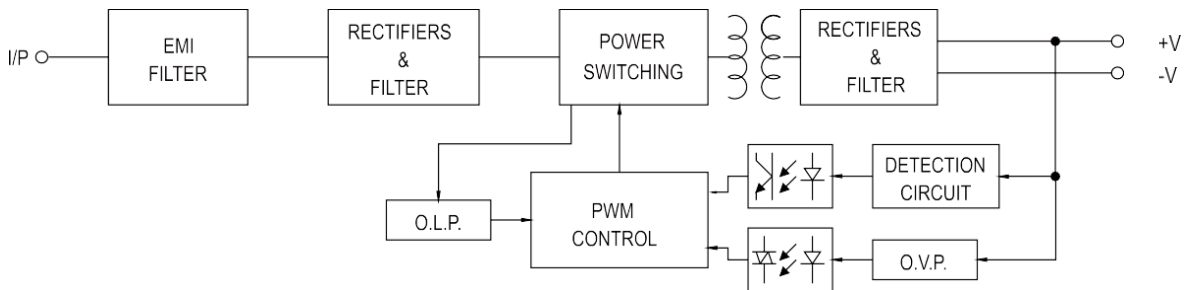 I/P
EMI
FILTER
RECTIFIERS
&
FILTER
POWER
SWITCHING
RECTIFIERS
&
FILTER
+V
-V
DETECTION
CIRCUIT
O.L.P.
PWM
CONTROL
O.V.P.